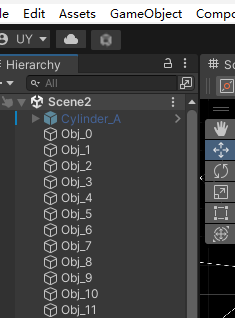 le Edit Assets GameObject Compo
UY
Hierarchy Sc
All
Scene2
Cylinder_A
Obj_0
Obj_1
Obj_2
Obj_3
Obj_4
Obj_5
Obj_6
Obj_7
Obj_8
Obj_9
Obj_10
Obj_11